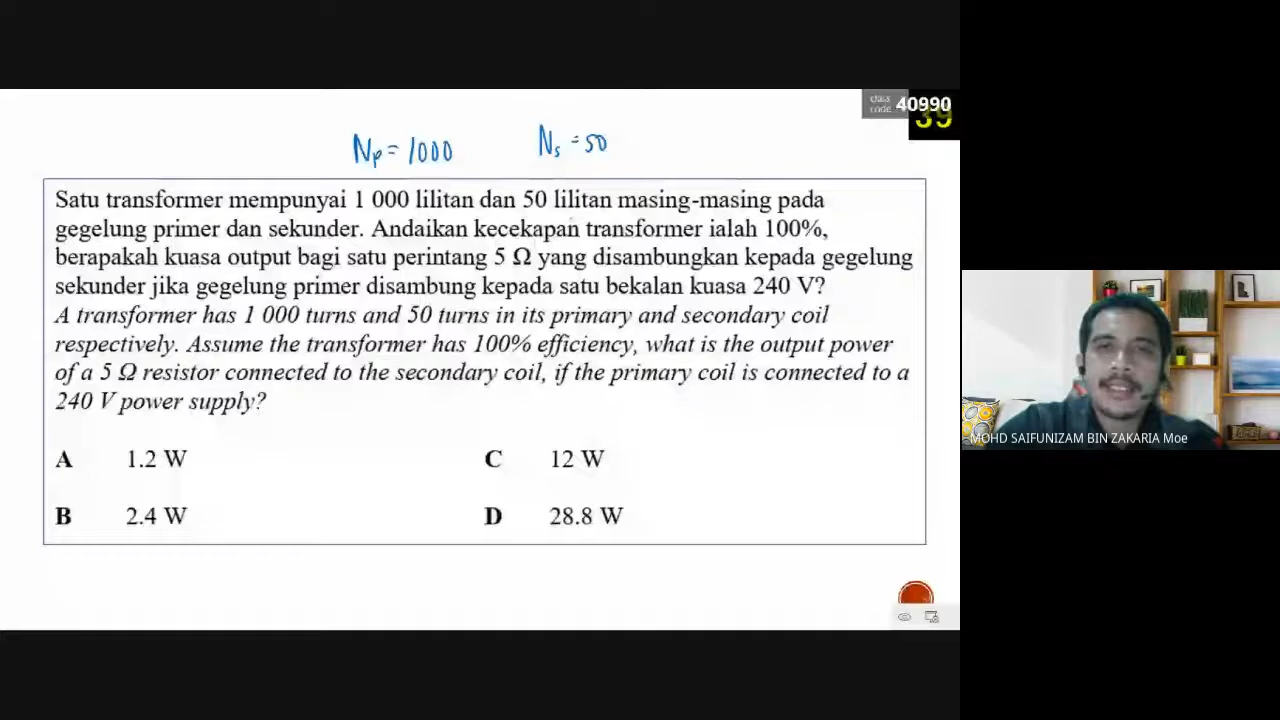 class
code 40990
39
Np = 1000 Ns = 50
Satu transformer mempunyai 1 000 lilitan dan 50 lilitan masing-masing pada
gegelung primer dan sekunder. Andaikan kecekapan transformer ialah 100%,
berapakah kuasa output bagi satu perintang 5 Ω yang disambungkan kepada gegelung
sekunder jika gegelung primer disambung kepada satu bekalan kuasa 240 V?
A transformer has 1 000 turns and 50 turns in its primary and secondary coil
respectively. Assume the transformer has 100% efficiency, what is the output power
of a 5 Ω resistor connected to the secondary coil, if the primary coil is connected to a
240 V power supply?
A 1.2 W C 12 W
B 2.4 W D 28.8 W
MOHD SAIFUNIZAM BIN ZAKARIA Moe